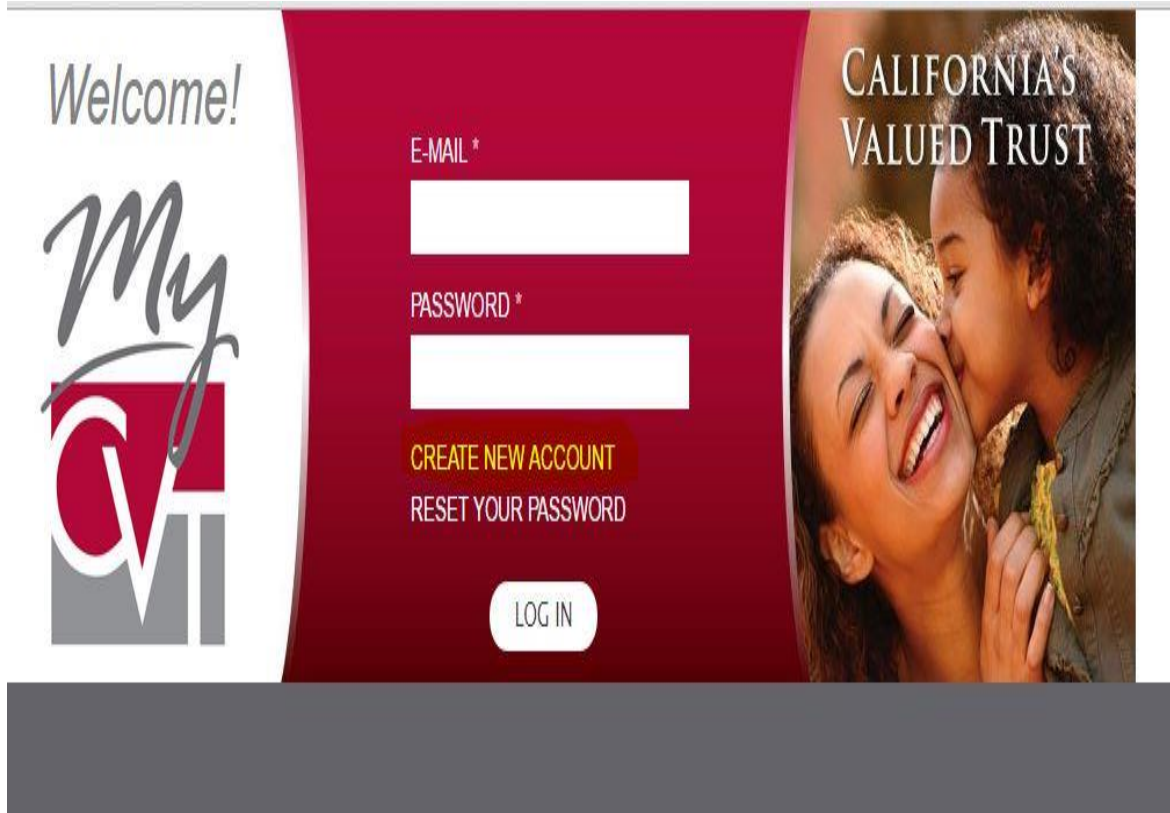 Welcome!
My
CVT
E-MAIL *
PASSWORD *
CREATE NEW ACCOUNT
RESET YOUR PASSWORD
LOG IN
CALIFORNIA'S
VALUED TRUST